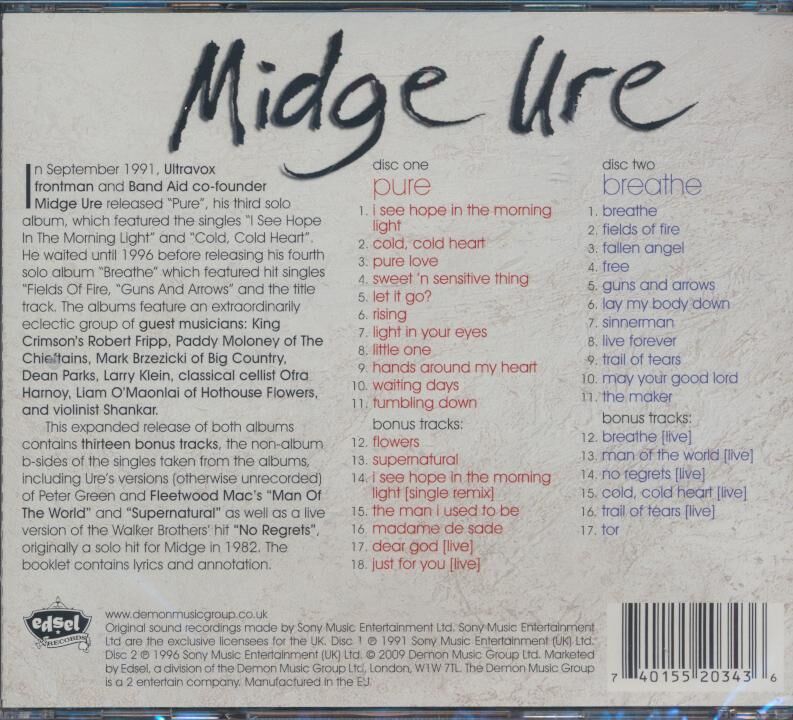 Midge Ure
In September 1991, Ultravox
frontman and Band Aid co-founder
Midge Ure released "Pure", his third solo
album, which featured the singles "I See Hope
In The Morning Light" and "Cold, Cold Heart".
He waited until 1996 before releasing his fourth
solo album "Breathe" which featured hit singles
"Fields Of Fire, "Guns And Arrows" and the title
track. The albums feature an extraordinarily
eclectic group of guest musicians: King
Crimson's Robert Fripp, Paddy Moloney of The
Chieftains, Mark Brzezicki of Big Country,
Dean Parks, Larry Klein, classical cellist Ofra
Harnoy, Liam O'Maonlai of Hothouse Flowers,
and violinist Shankar.
This expanded release of both albums
contains thirteen bonus tracks, the non-album
b-sides of the singles taken from the albums,
including Ure's versions (otherwise unrecorded)
of Peter Green and Fleetwood Mac's "Man Of
The World" and "Supernatural" as well as a live
version of the Walker Brothers' hit "No Regrets",
originally a solo hit for Midge in 1982. The
booklet contains lyrics and annotation.
disc one
pure
1. i see hope in the morning
light
2. cold, cold heart
3. pure love
4. sweet 'n sensitive thing
5. let it go?
6. rising
7. light in your eyes
8. little one
9. hands around my heart
10. waiting days
11. tumbling down
bonus tracks:
12. flowers
13. supernatural
14. i see hope in the morning
light [single remix]
15. the man i used to be
16. madame de sade
17. dear god [live]
18. just for you [live]
disc two
breathe
1. breathe
2. fields of fire
3. fallen angel
4. free
5. guns and arrows
6. lay my body down
7. sinnerman
8. live forever
9. trail of tears
10. may your good lord
11. the maker
bonus tracks:
12. breathe [live]
13. man of the world [live]
14. no regrets [live]
15. cold, cold heart [live]
16. trail of tears [live]
17. tor
edsel
RECORDS
www.demonmusicgroup.co.uk
Original sound recordings made by Sony Music Entertainment Ltd. Sony Music Entertainment
Ltd are the exclusive licensees for the UK. Disc 1 ℗ 1991 Sony Music Entertainment (UK) Ltd.
Disc 2 ℗ 1996 Sony Music Entertainment (UK) Ltd. © 2009 Demon Music Group Ltd. Marketed
by Edsel, a division of the Demon Music Group Ltd, London, W1W 7TL. The Demon Music Group
is a 2 entertain company. Manufactured in the EU.
7 40155 20343 6